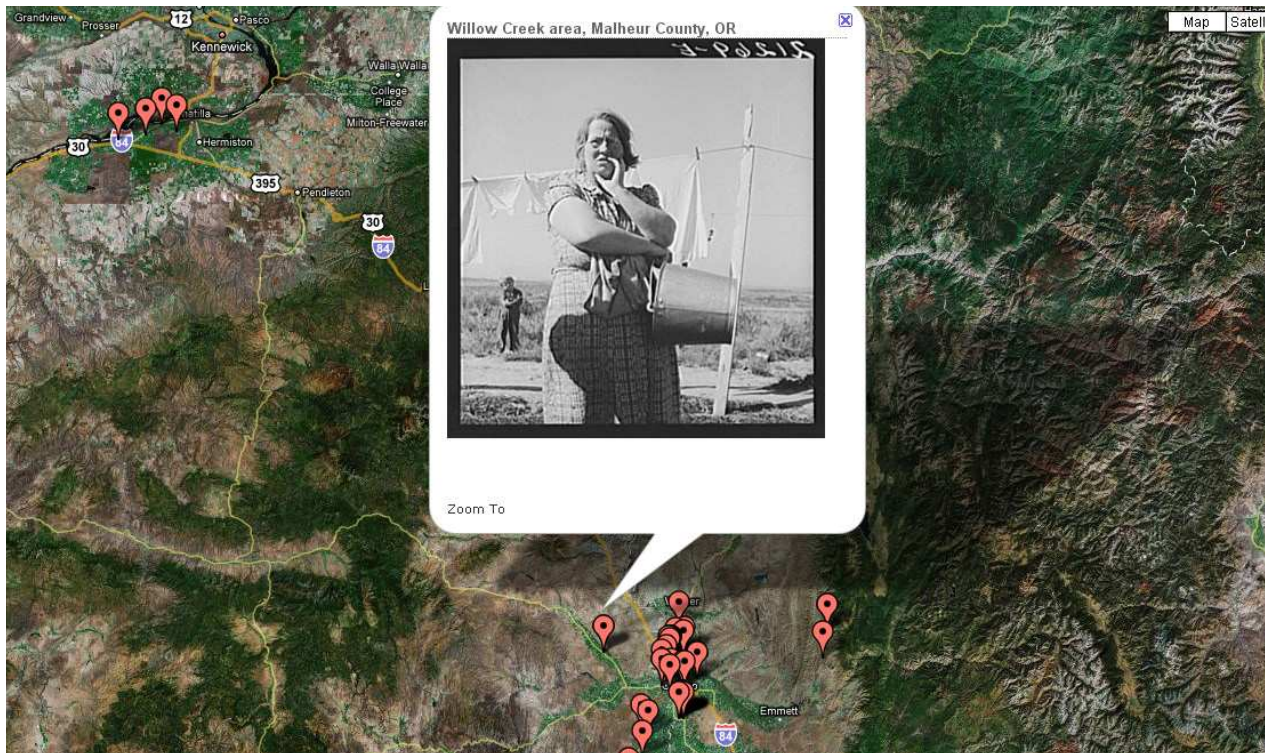 Grandview
Prosser
12
Pasco
Kennewick
Walla Walla
College
Place
Milton-Freewater
84
30
Hermiston
395
Pendleton
30
84
Willow Creek area, Malheur County, OR
21269-E
Zoom To
Map
Emmett
84